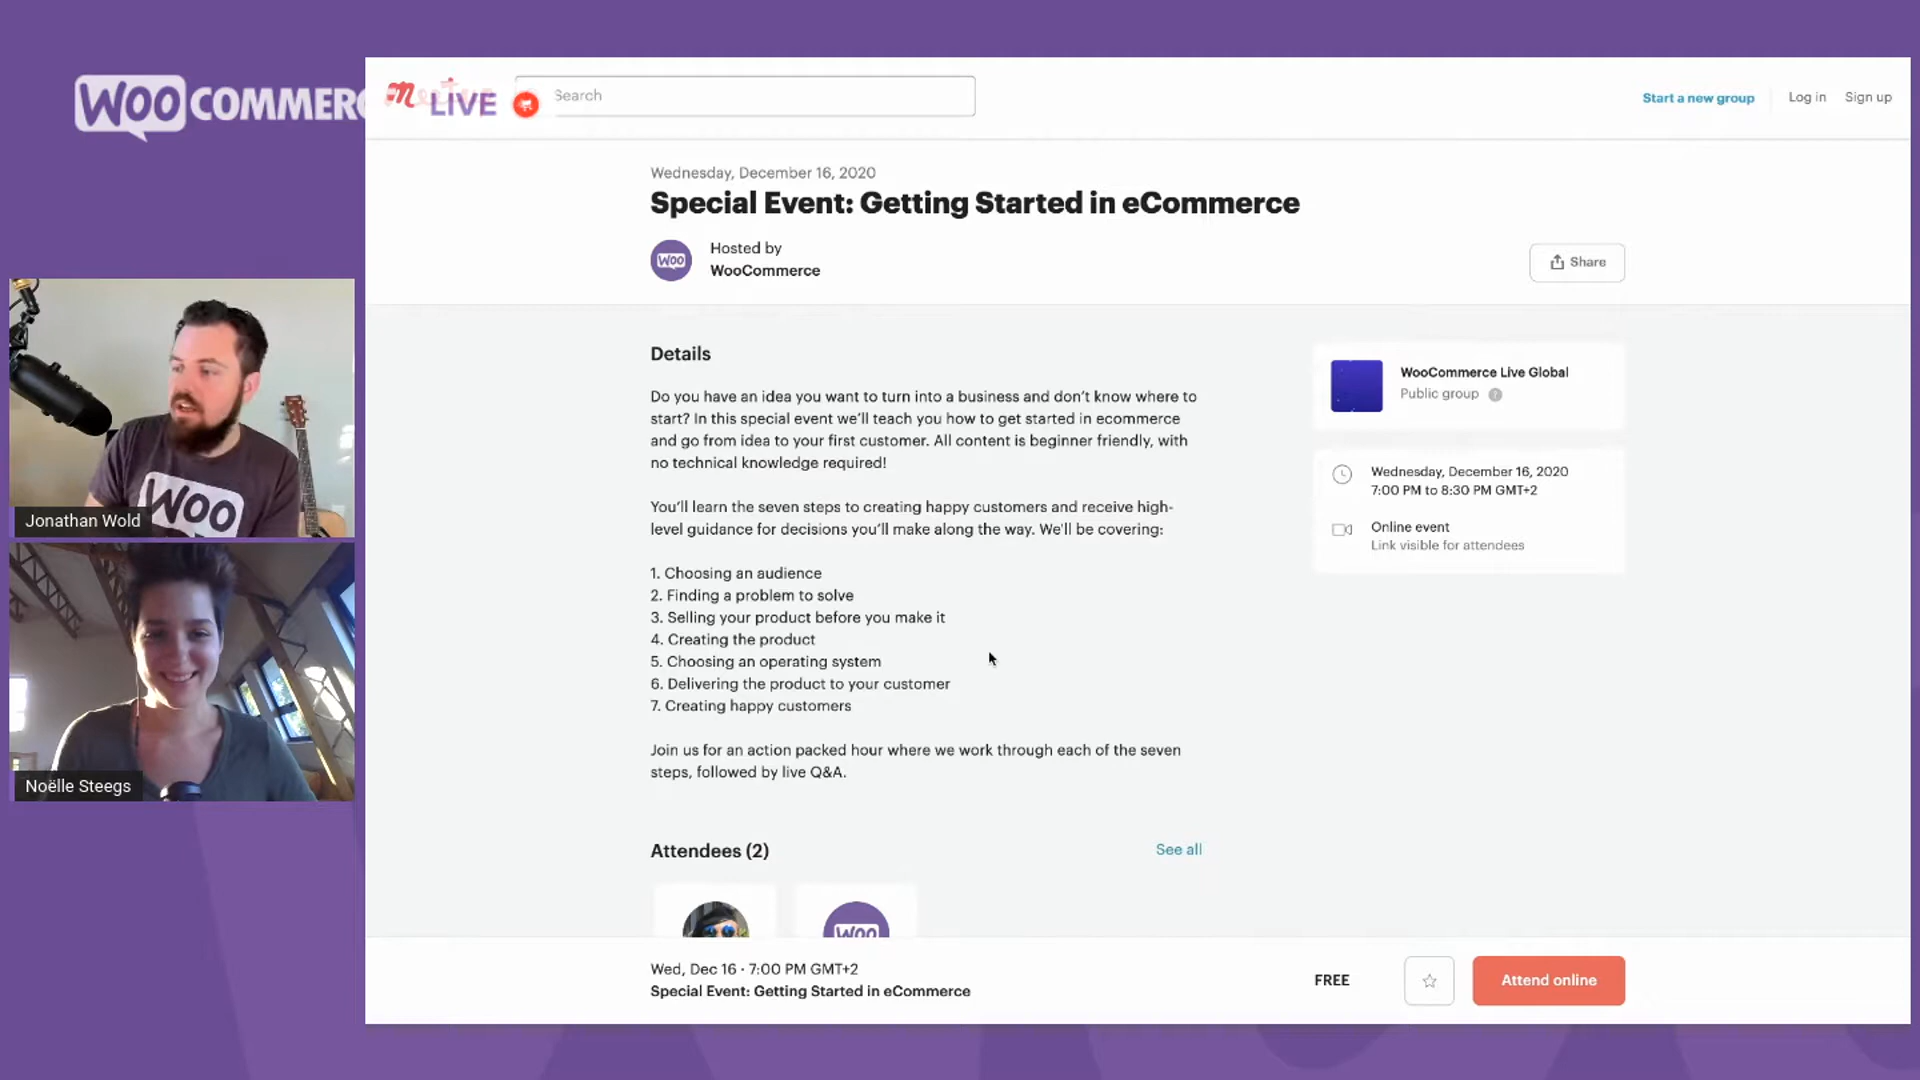 WOO COMMERC
LIVE
Search
Start a new group
Log in
Sign up
Wednesday, December 16, 2020
Special Event: Getting Started in eCommerce
WOO
Hosted by
WooCommerce
Share
Details
Do you have an idea you want to turn into a business and don't know where to
start? In this special event we'll teach you how to get started in ecommerce
and go from idea to your first customer. All content is beginner friendly, with
no technical knowledge required!
You'll learn the seven steps to creating happy customers and receive high-
level guidance for decisions you'll make along the way. We'll be covering:
1. Choosing an audience
2. Finding a problem to solve
3. Selling your product before you make it
4. Creating the product
5. Choosing an operating system
6. Delivering the product to your customer
7. Creating happy customers
Join us for an action packed hour where we work through each of the seven
steps, followed by live Q&A.
WooCommerce Live Global
Public group ?
Wednesday, December 16, 2020
7:00 PM to 8:30 PM GMT+2
Online event
Link visible for attendees
Attendees (2)
See all
WOO
Wed, Dec 16 · 7:00 PM GMT+2
Special Event: Getting Started in eCommerce
FREE
Attend online
WOO
Jonathan Wold
Noëlle Steegs